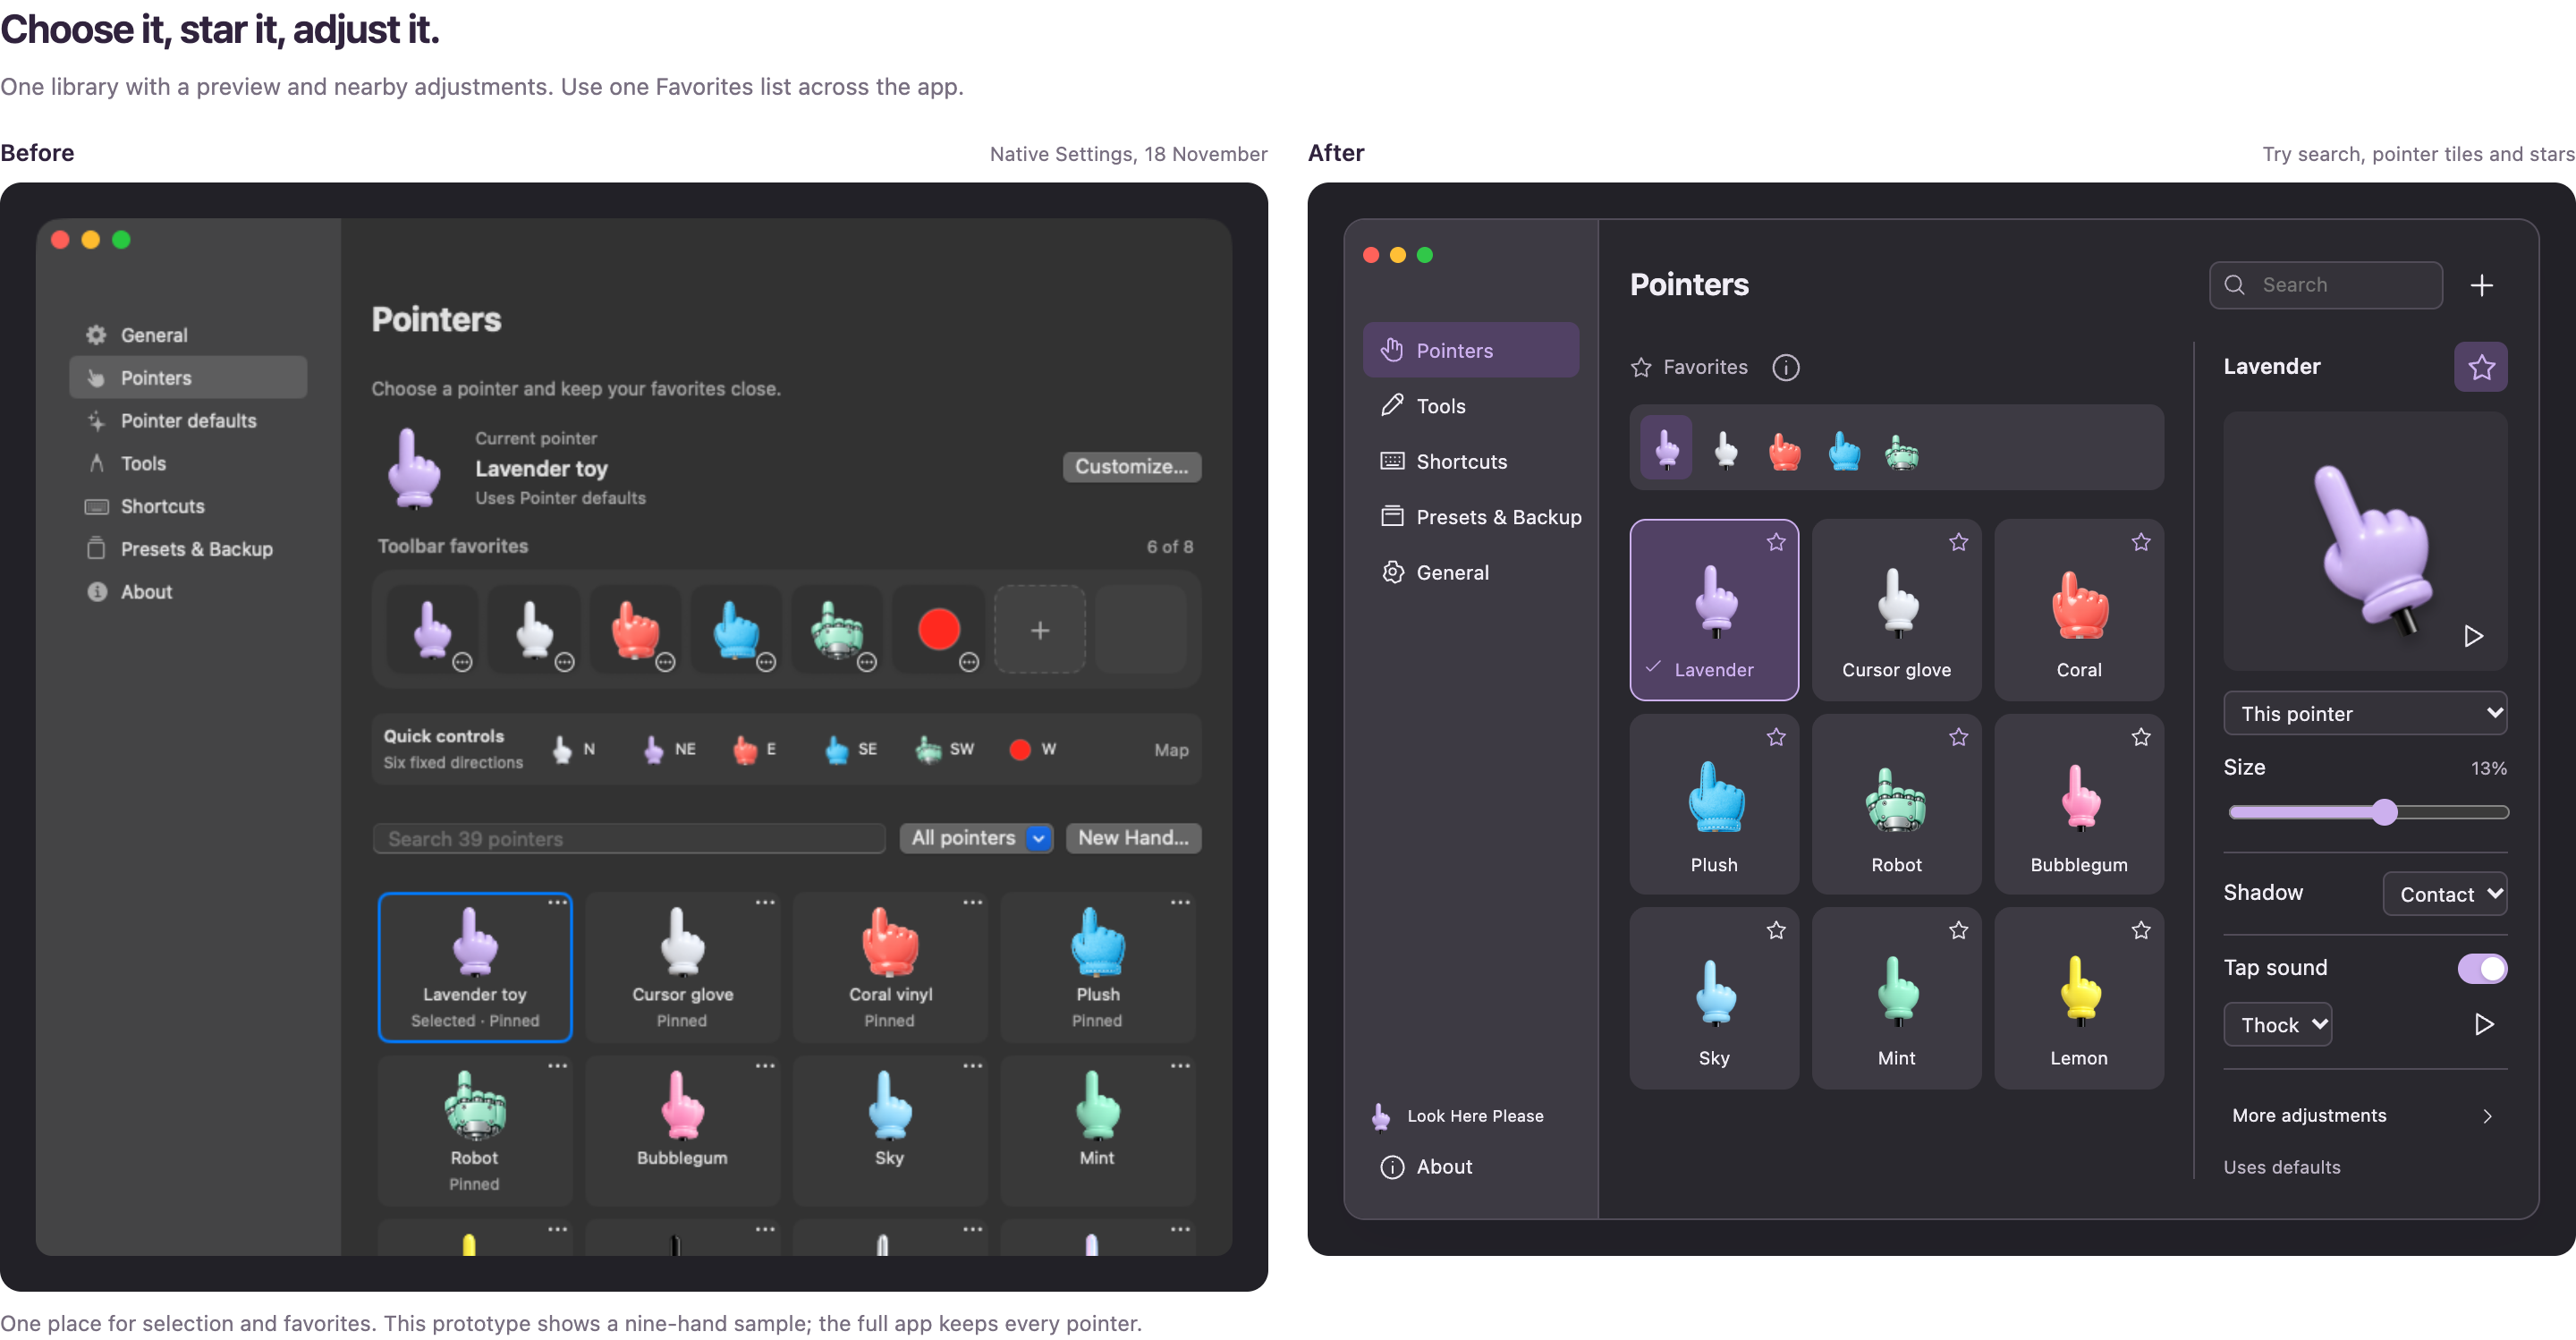 Choose it, star it, adjust it.
One library with a preview and nearby adjustments. Use one Favorites list across the app.
Before
Native Settings, 18 November
General
Pointers
Pointer defaults
Tools
Shortcuts
Presets & Backup
About
Pointers
Choose a pointer and keep your favorites close.
Current pointer
Lavender toy
Uses Pointer defaults
Customize...
Toolbar favorites
6 of 8
Quick controls
Six fixed directions
N
NE
E
SE
SW
W
Map
Search 39 pointers
All pointers
New Hand...
Lavender toy
Selected · Pinned
Cursor glove
Pinned
Coral vinyl
Pinned
Plush
Pinned
Robot
Pinned
Bubblegum
Sky
Mint
One place for selection and favorites. This prototype shows a nine-hand sample; the full app keeps every pointer.
After
Try search, pointer tiles and stars
Pointers
Tools
Shortcuts
Presets & Backup
General
Look Here Please
About
Pointers
Search
Favorites
Lavender
Cursor glove
Coral
Plush
Robot
Bubblegum
Sky
Mint
Lemon
Lavender
This pointer
Size
13%
Shadow
Contact
Tap sound
Thock
More adjustments
Uses defaults